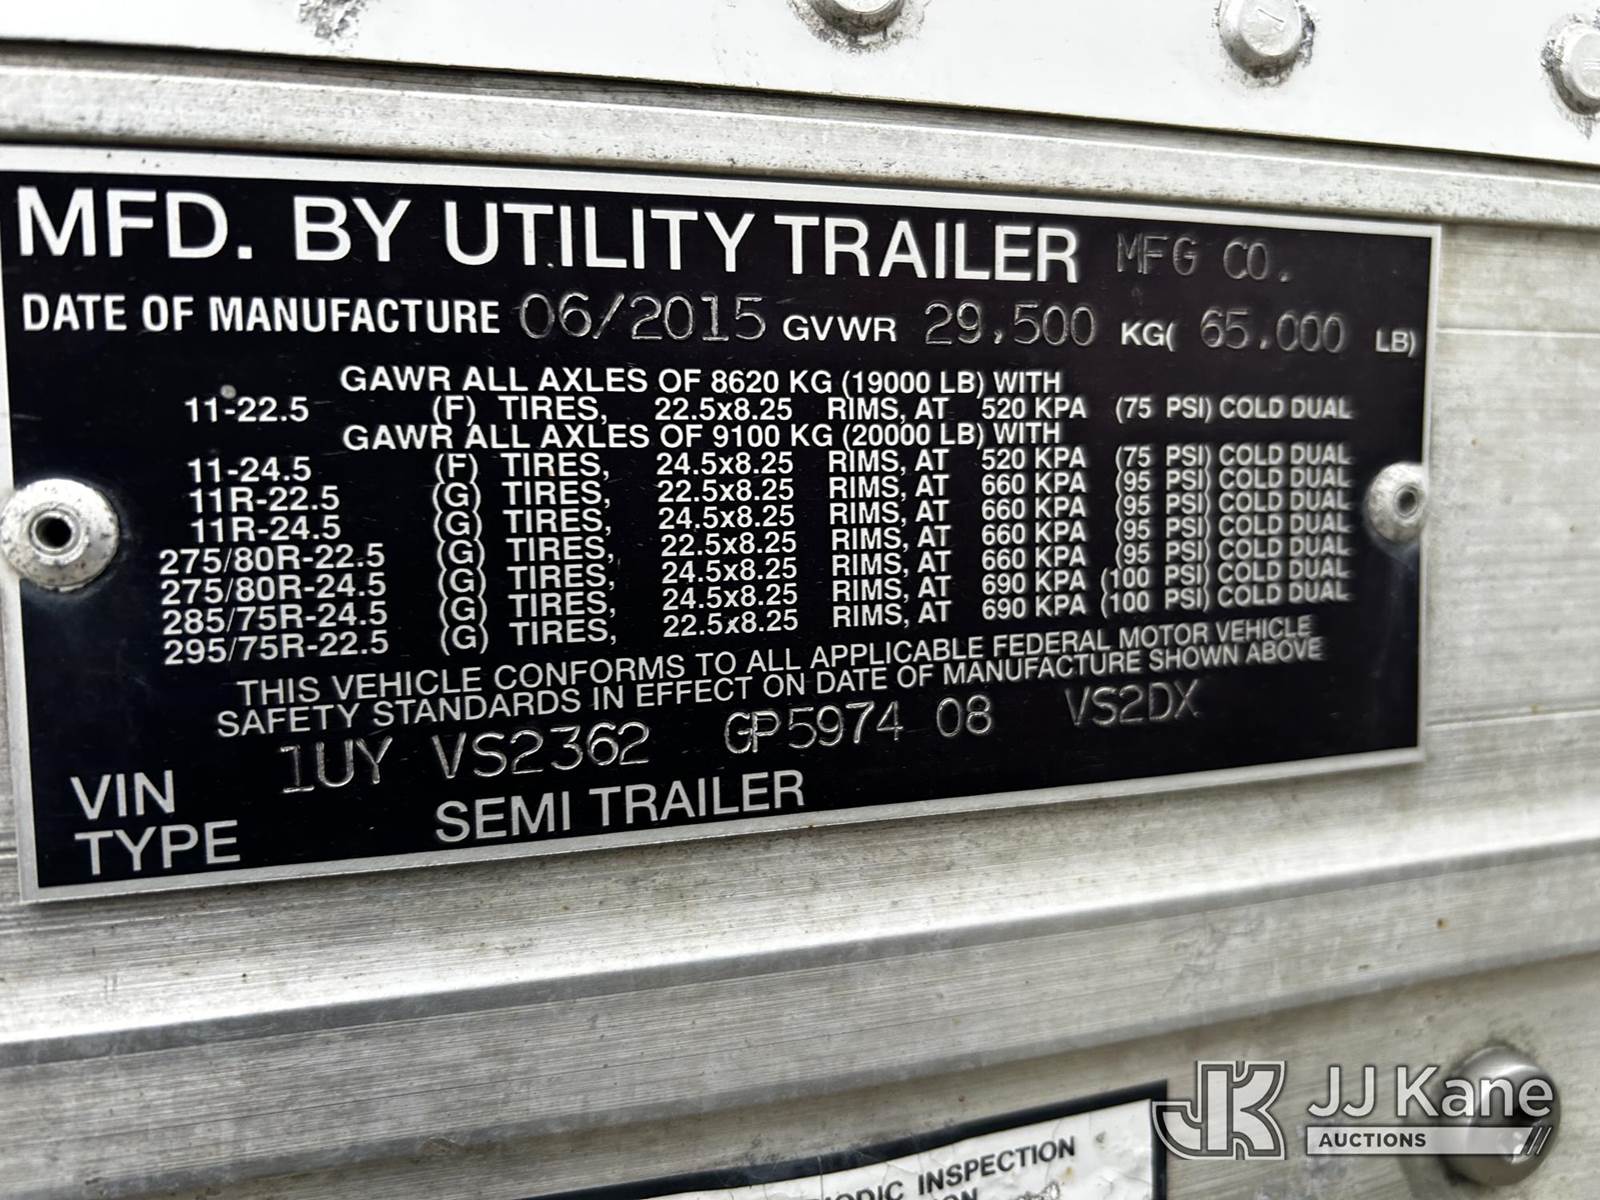 MFD. BY UTILITY TRAILER MFG CO.
DATE OF MANUFACTURE 06/2015 GVWR 29,500 KG( 65,000 LB)
GAWR ALL AXLES OF 8620 KG (19000 LB) WITH
11-22.5 (F) TIRES, 22.5x8.25 RIMS, AT 520 KPA (75 PSI) COLD DUAL
GAWR ALL AXLES OF 9100 KG (20000 LB) WITH
11-24.5 (F) TIRES, 24.5x8.25 RIMS, AT 520 KPA (75 PSI) COLD DUAL
11R-22.5 (G) TIRES, 22.5x8.25 RIMS, AT 660 KPA (95 PSI) COLD DUAL
11R-24.5 (G) TIRES, 24.5x8.25 RIMS, AT 660 KPA (95 PSI) COLD DUAL
275/80R-22.5 (G) TIRES, 22.5x8.25 RIMS, AT 660 KPA (95 PSI) COLD DUAL
275/80R-24.5 (G) TIRES, 24.5x8.25 RIMS, AT 660 KPA (95 PSI) COLD DUAL
285/75R-24.5 (G) TIRES, 24.5x8.25 RIMS, AT 690 KPA (100 PSI) COLD DUAL
295/75R-22.5 (G) TIRES, 22.5x8.25 RIMS, AT 690 KPA (100 PSI) COLD DUAL
THIS VEHICLE CONFORMS TO ALL APPLICABLE FEDERAL MOTOR VEHICLE
SAFETY STANDARDS IN EFFECT ON DATE OF MANUFACTURE SHOWN ABOVE
VIN 1UY VS2362 GP5974 08 VS2DX
TYPE SEMI TRAILER
INSPECTION
JK JJ Kane
AUCTIONS